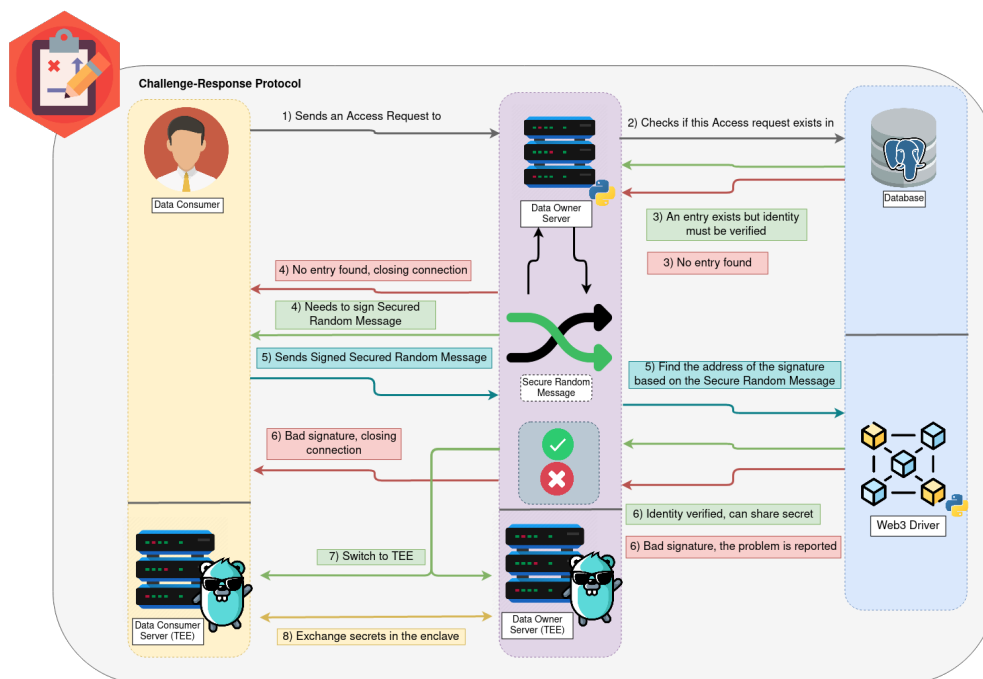 Challenge-Response Protocol
1) Sends an Access Request to
2) Checks if this Access request exists in
Data Consumer
Data Owner
Server
Database
3) An entry exists but identity
must be verified
3) No entry found
4) No entry found, closing connection
4) Needs to sign Secured
Random Message
5) Sends Signed Secured Random Message
Secure Random
Message
5) Find the address of the signature
based on the Secure Random Message
6) Bad signature, closing
connection
6) Identity verified, can share secret
Web3 Driver
6) Bad signature, the problem is reported
7) Switch to TEE
Data Consumer
Server (TEE)
Data Owner
Server (TEE)
8) Exchange secrets in the enclave